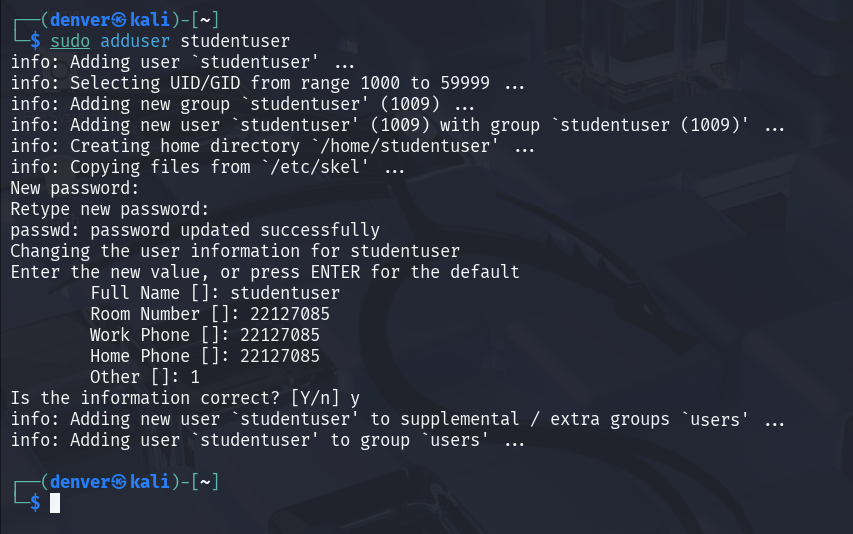 ┌──(denver㉿kali)-[~]
└─$ sudo adduser studentuser
info: Adding user `studentuser' ...
info: Selecting UID/GID from range 1000 to 59999 ...
info: Adding new group `studentuser' (1009) ...
info: Adding new user `studentuser' (1009) with group `studentuser (1009)' ...
info: Creating home directory `/home/studentuser' ...
info: Copying files from `/etc/skel' ...
New password:
Retype new password:
passwd: password updated successfully
Changing the user information for studentuser
Enter the new value, or press ENTER for the default
        Full Name []: studentuser
        Room Number []: 22127085
        Work Phone []: 22127085
        Home Phone []: 22127085
        Other []: 1
Is the information correct? [Y/n] y
info: Adding new user `studentuser' to supplemental / extra groups `users' ...
info: Adding user `studentuser' to group `users' ...
┌──(denver㉿kali)-[~]
└─$